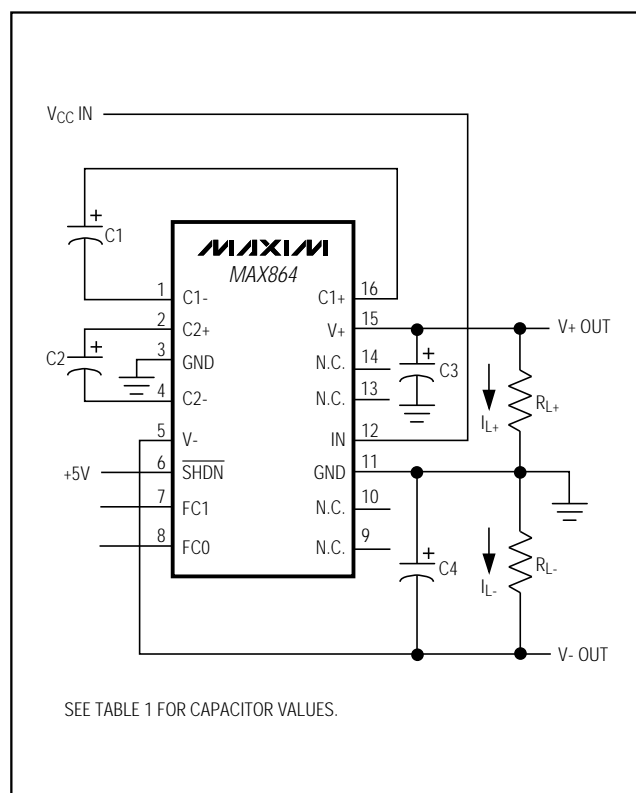 VCC IN
+
C1
MAXIM
MAX864
1 C1- C1+ 16
2 C2+ V+ 15 V+ OUT
+
C2
3 GND N.C. 14
+
C3
4 C2- N.C. 13
RL+
IL+
5 V- IN 12
+5V 6 SHDN GND 11
7 FC1 N.C. 10
8 FC0 N.C. 9
+
C4
RL-
IL-
V- OUT
SEE TABLE 1 FOR CAPACITOR VALUES.